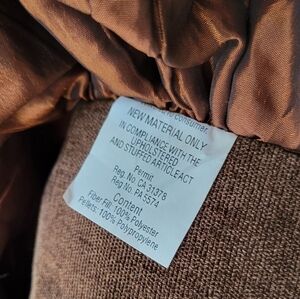 consumer.
NEW MATERIAL ONLY
IN COMPLIANCE WITH THE
UPHOLSTERED
AND STUFFED ARTICLE ACT
Permit
Reg. No. CA 31378
Reg No. PA 5574
Content
Fiber Fill: 100% Polyester
Pellets: 100% Polypropylene